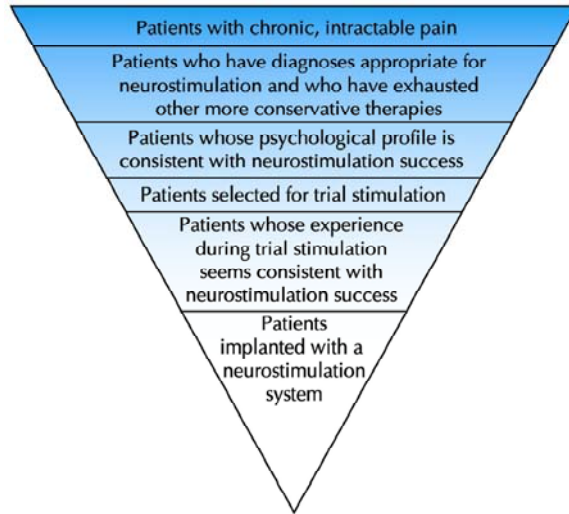 Patients with chronic, intractable pain
Patients who have diagnoses appropriate for
neurostimulation and who have exhausted
other more conservative therapies
Patients whose psychological profile is
consistent with neurostimulation success
Patients selected for trial stimulation
Patients whose experience
during trial stimulation
seems consistent with
neurostimulation success
Patients
implanted with a
neurostimulation
system